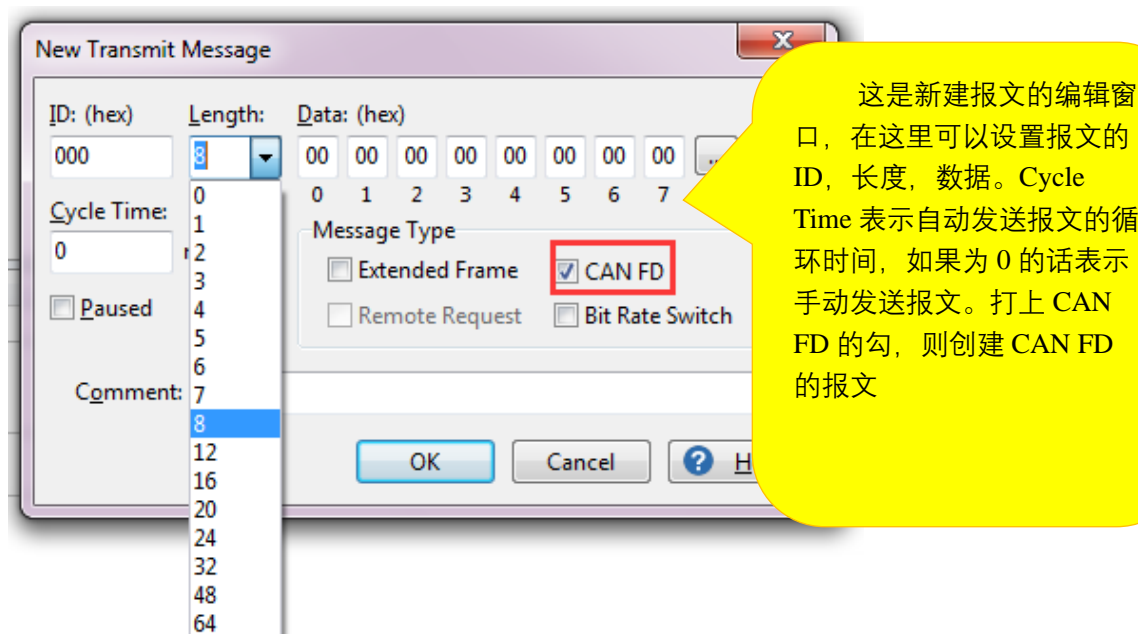 New Transmit Message
ID: (hex) Length: Data: (hex)
000 8 00 00 00 00 00 00 00 00 ...
0 1 2 3 4 5 6 7
Cycle Time:
0
Paused
Message Type
Extended Frame CAN FD
Remote Request Bit Rate Switch
Comment:
0
1
2
3
4
5
6
7
8
12
16
20
24
32
48
64
OK Cancel
这是新建报文的编辑窗
口，在这里可以设置报文的
ID，长度，数据。Cycle
Time 表示自动发送报文的循
环时间，如果为 0 的话表示
手动发送报文。打上 CAN
FD 的勾，则创建 CAN FD
的报文